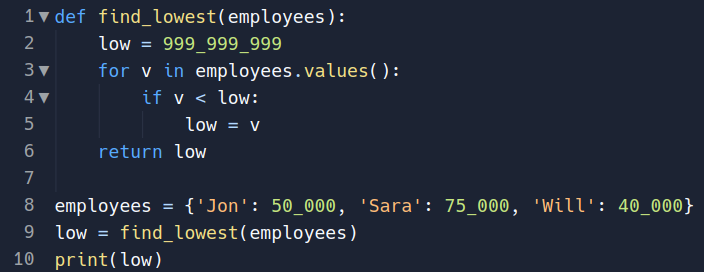 1 def find_lowest(employees):
2     low = 999_999_999
3     for v in employees.values():
4         if v < low:
5             low = v
6     return low
7
8 employees = {'Jon': 50_000, 'Sara': 75_000, 'Will': 40_000}
9 low = find_lowest(employees)
10 print(low)